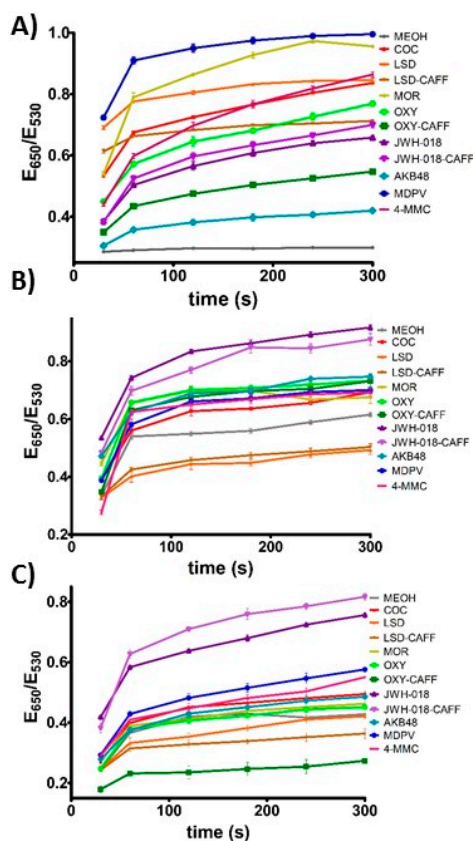 A)
1.0
0.8
0.6
0.4
E650/E530
0
100
200
300
time (s)
MEOH
COC
LSD
LSD-CAFF
MOR
OXY
OXY-CAFF
JWH-018
JWH-018-CAFF
AKB48
MDPV
4-MMC
B)
0.8
0.6
0.4
0.2
E650/E530
0
100
200
300
time (s)
MEOH
COC
LSD
LSD-CAFF
MOR
OXY
OXY-CAFF
JWH-018
JWH-018-CAFF
AKB48
MDPV
4-MMC
C)
0.8
0.6
0.4
0.2
E650/E530
0
100
200
300
time (s)
MEOH
COC
LSD
LSD-CAFF
MOR
OXY
OXY-CAFF
JWH-018
JWH-018-CAFF
AKB48
MDPV
4-MMC